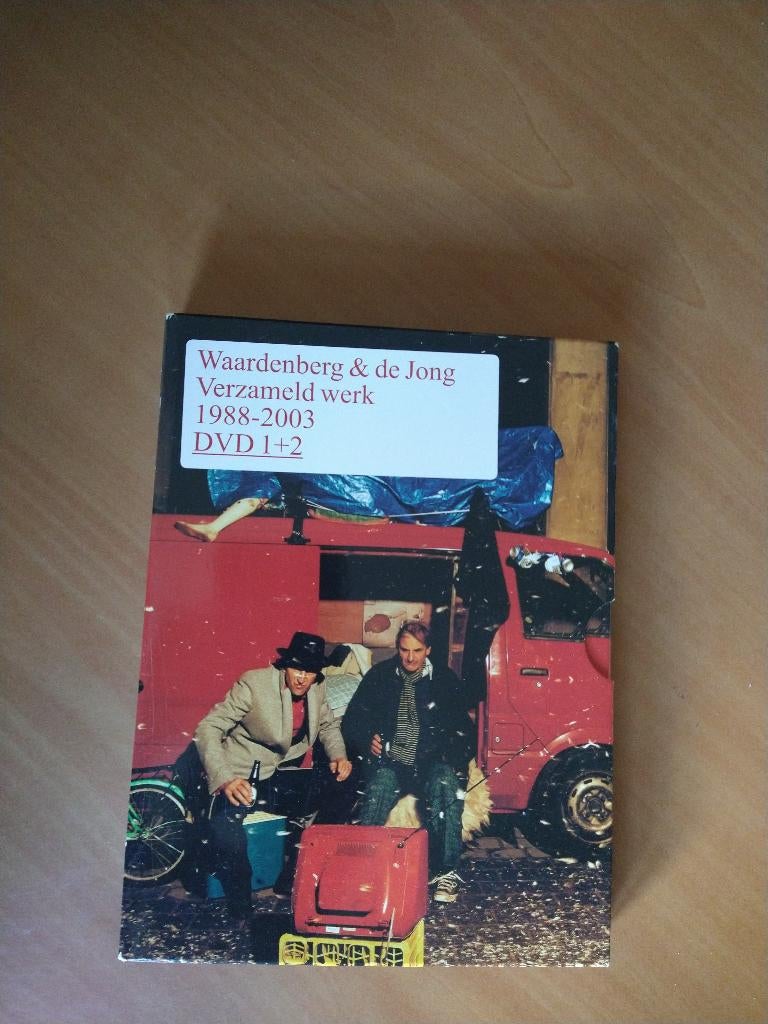 Waardenberg & de Jong
Verzameld werk
1988-2003
DVD 1+2